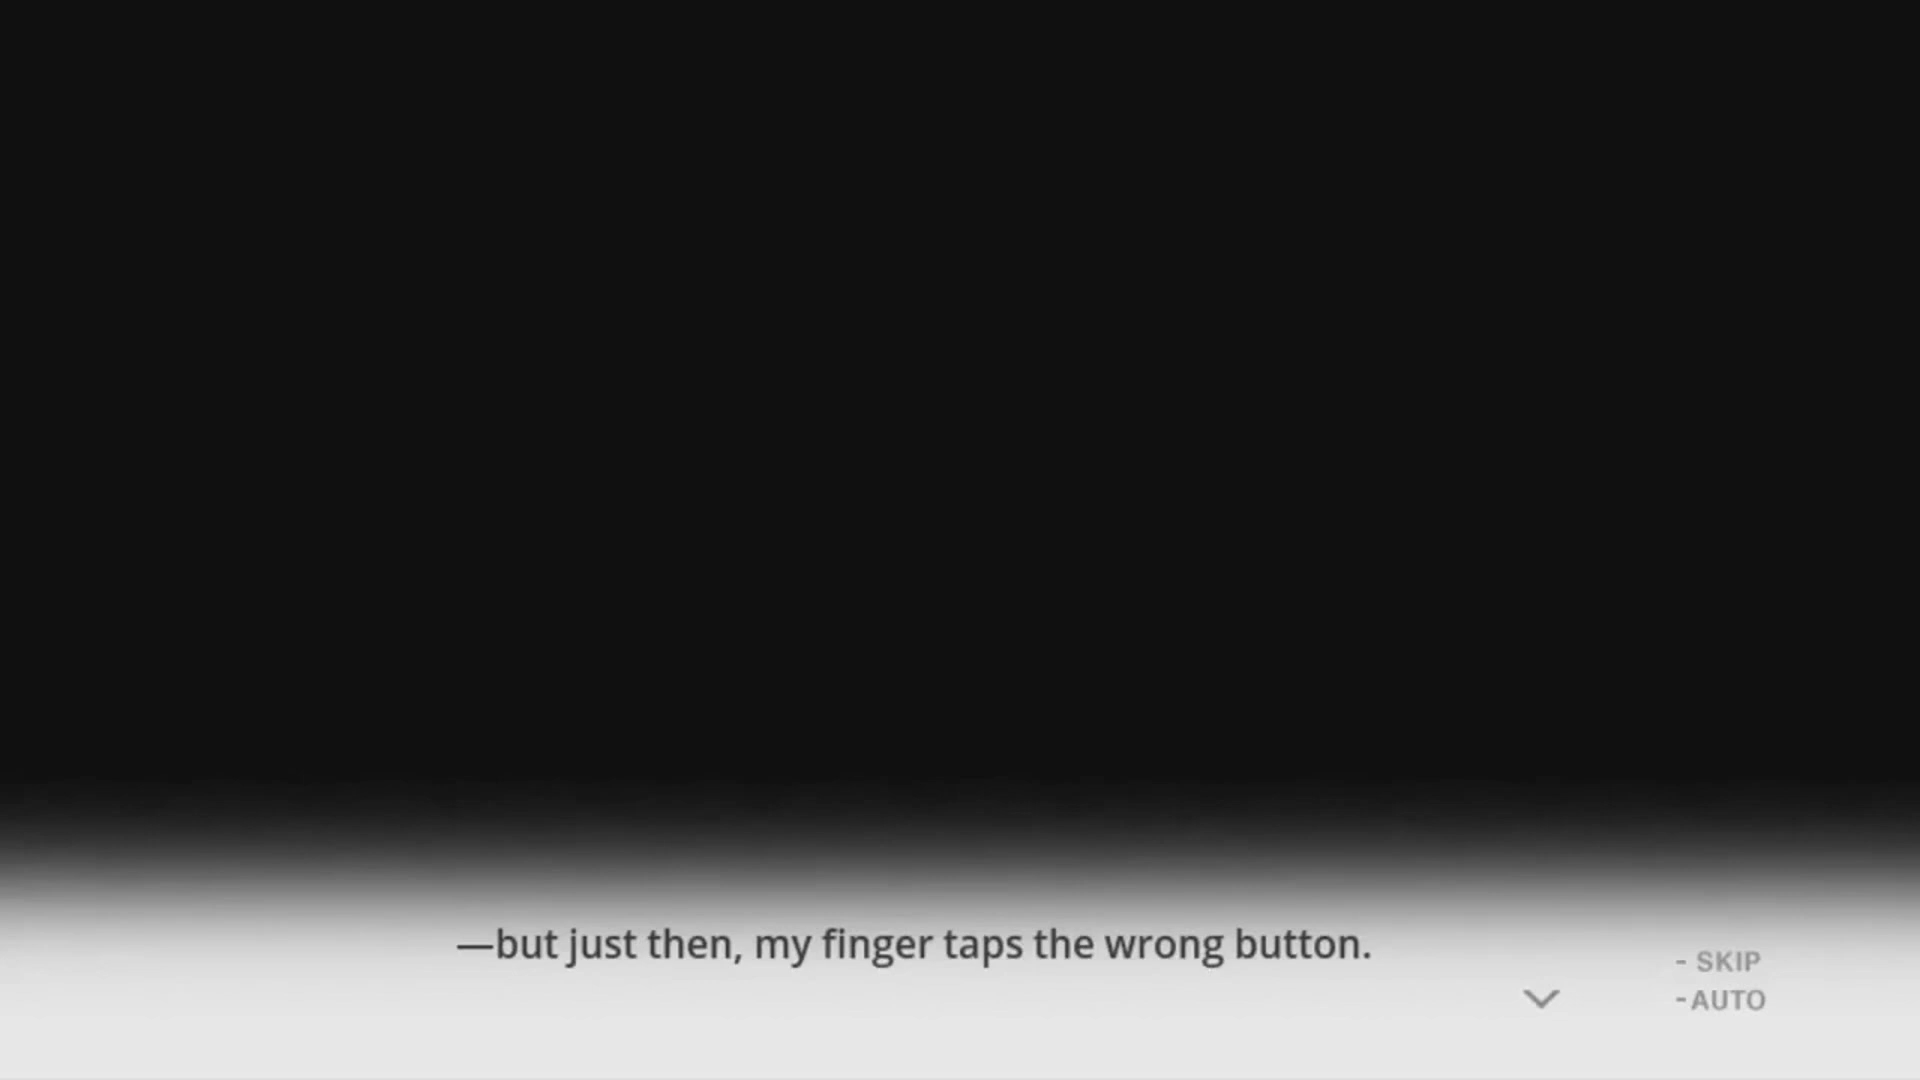 —but just then, my finger taps the wrong button.
- SKIP
-AUTO